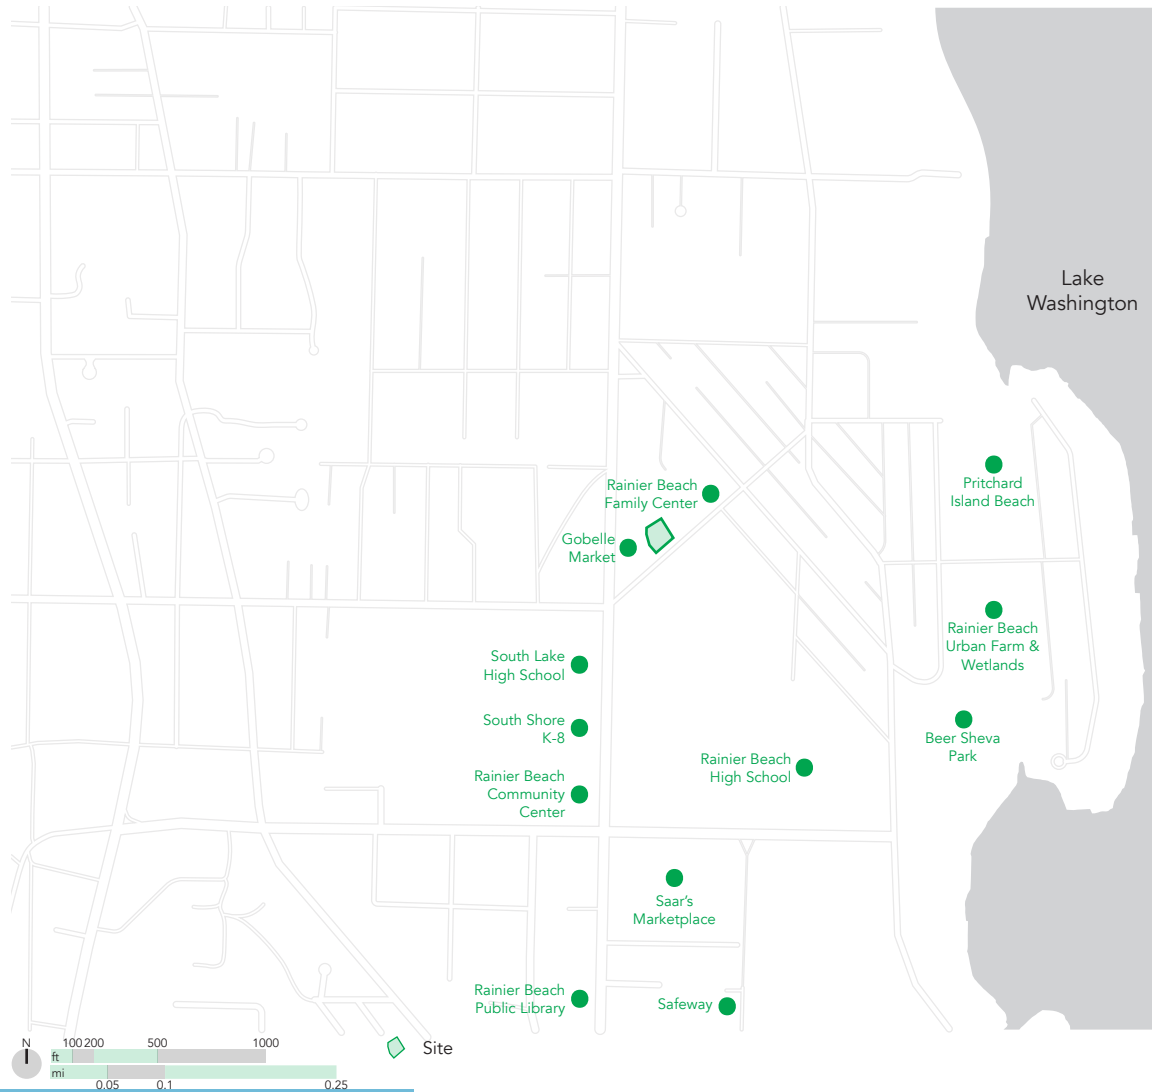 Lake
Washington
Rainier Beach
Family Center
Pritchard
Island Beach
Gobelle
Market
Rainier Beach
Urban Farm &
Wetlands
South Lake
High School
South Shore
K-8
Beer Sheva
Park
Rainier Beach
High School
Rainier Beach
Community
Center
Saar's
Marketplace
Rainier Beach
Public Library
Safeway
Site
N
100 200 500 1000
ft
mi
0.05 0.1 0.25